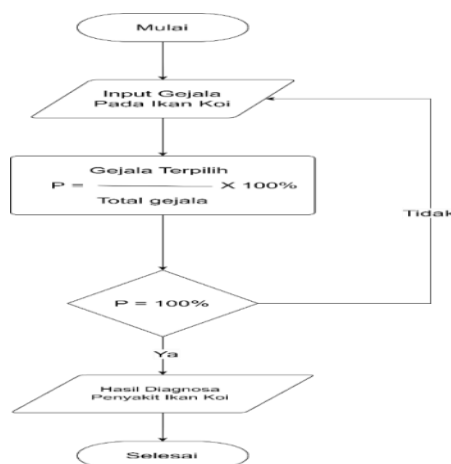 Mulai
Input Gejala
Pada Ikan Koi
Gejala Terpilih
P = X 100%
Total gejala
Tidak
P = 100%
Ya
Hasil Diagnosa
Penyakit Ikan Koi
Selesai